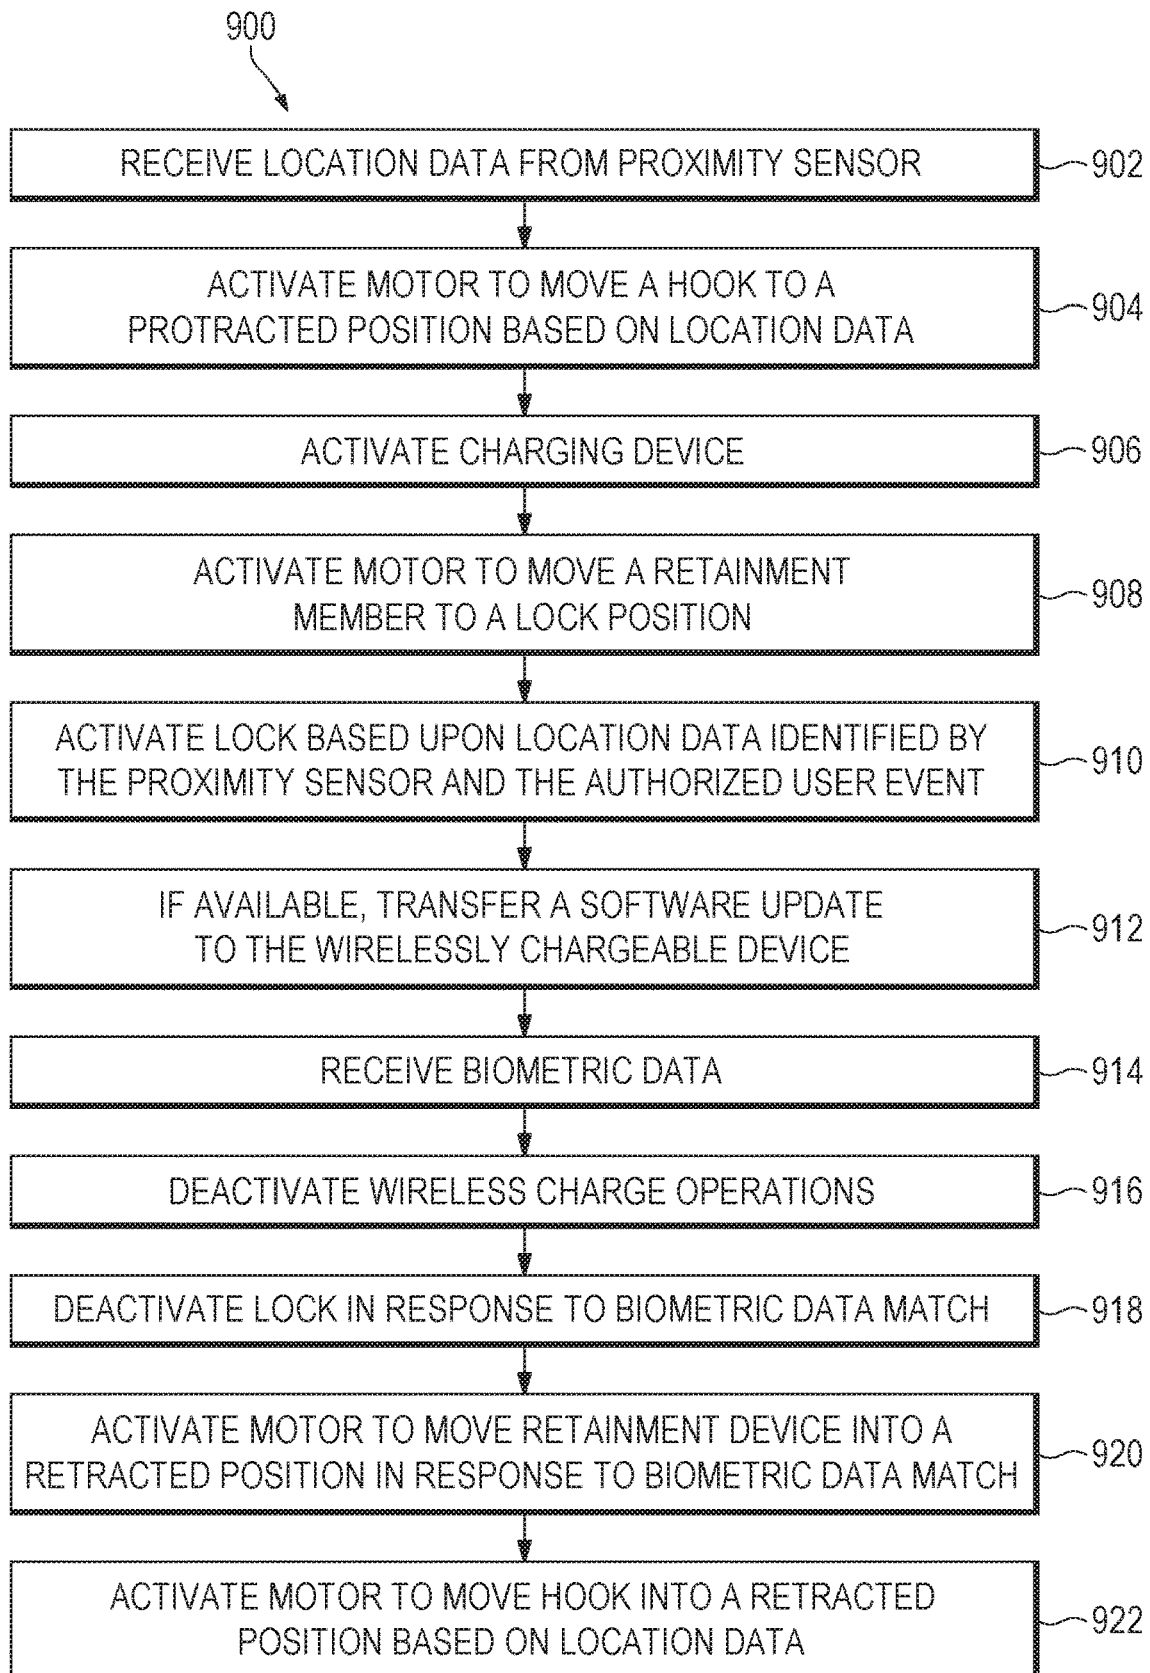 900
RECEIVE LOCATION DATA FROM PROXIMITY SENSOR
902
ACTIVATE MOTOR TO MOVE A HOOK TO A
PROTRACTED POSITION BASED ON LOCATION DATA
904
ACTIVATE CHARGING DEVICE
906
ACTIVATE MOTOR TO MOVE A RETAINMENT
MEMBER TO A LOCK POSITION
908
ACTIVATE LOCK BASED UPON LOCATION DATA IDENTIFIED BY
THE PROXIMITY SENSOR AND THE AUTHORIZED USER EVENT
910
IF AVAILABLE, TRANSFER A SOFTWARE UPDATE
TO THE WIRELESSLY CHARGEABLE DEVICE
912
RECEIVE BIOMETRIC DATA
914
DEACTIVATE WIRELESS CHARGE OPERATIONS
916
DEACTIVATE LOCK IN RESPONSE TO BIOMETRIC DATA MATCH
918
ACTIVATE MOTOR TO MOVE RETAINMENT DEVICE INTO A
RETRACTED POSITION IN RESPONSE TO BIOMETRIC DATA MATCH
920
ACTIVATE MOTOR TO MOVE HOOK INTO A RETRACTED
POSITION BASED ON LOCATION DATA
922